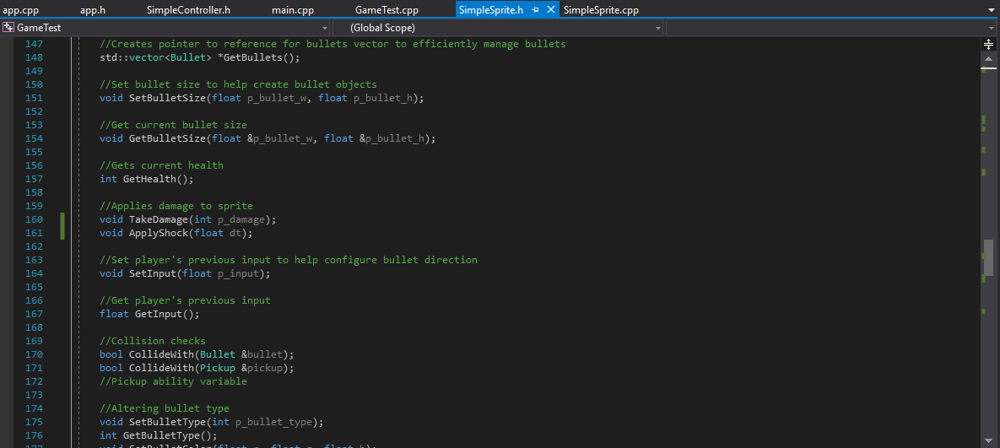 app.cpp app.h SimpleController.h main.cpp GameTest.cpp SimpleSprite.h SimpleSprite.cpp
GameTest (Global Scope)
147 //Creates pointer to reference for bullets vector to efficiently manage bullets
148 std::vector<Bullet> *GetBullets();
149
150 //Set bullet size to help create bullet objects
151 void SetBulletSize(float p_bullet_w, float p_bullet_h);
152
153 //Get current bullet size
154 void GetBulletSize(float &p_bullet_w, float &p_bullet_h);
155
156 //Gets current health
157 int GetHealth();
158
159 //Applies damage to sprite
160 void TakeDamage(int p_damage);
161 void ApplyShock(float dt);
162
163 //Set player's previous input to help configure bullet direction
164 void SetInput(float p_input);
165
166 //Get player's previous input
167 float GetInput();
168
169 //Collision checks
170 bool CollideWith(Bullet &bullet);
171 bool CollideWith(Pickup &pickup);
172 //Pickup ability variable
173
174 //Altering bullet type
175 void SetBulletType(int p_bullet_type);
176 int GetBulletType();